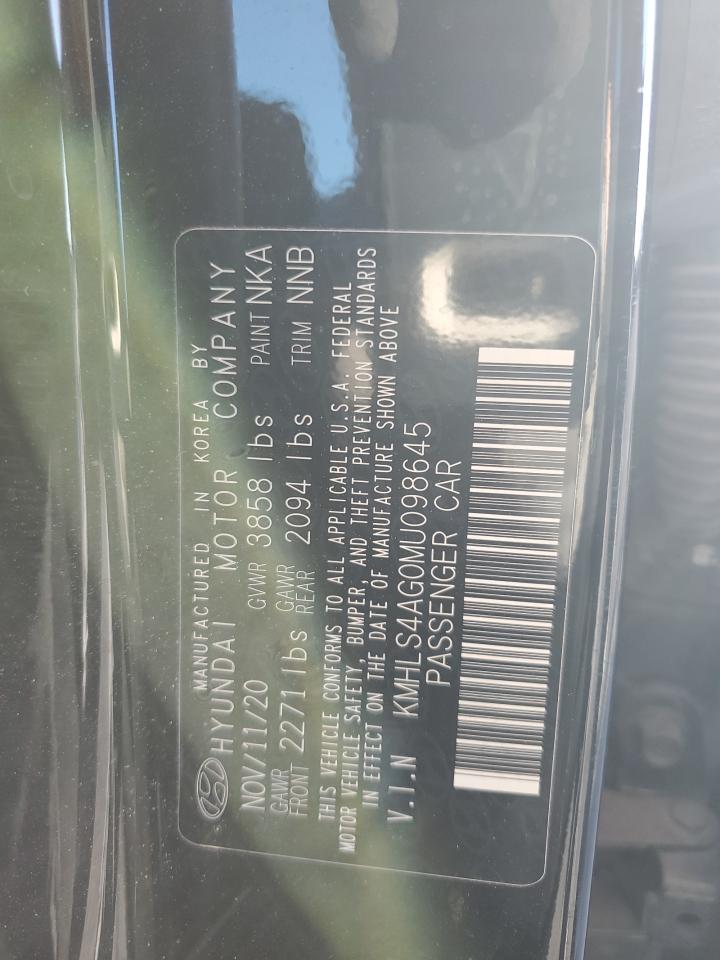 MANUFACTURED IN KOREA BY
HYUNDAI MOTOR COMPANY
NOV/11/20 GVWR 3858 lbs PAINT NKA
GAWR FRONT 2271 lbs GAWR REAR 2094 lbs TRIM NNB
THIS VEHICLE CONFORMS TO ALL APPLICABLE U.S.A. FEDERAL
MOTOR VEHICLE SAFETY, BUMPER, AND THEFT PREVENTION STANDARDS
IN EFFECT ON THE DATE OF MANUFACTURE SHOWN ABOVE
V.I.N KMHLS4AG0MU098645
PASSENGER CAR